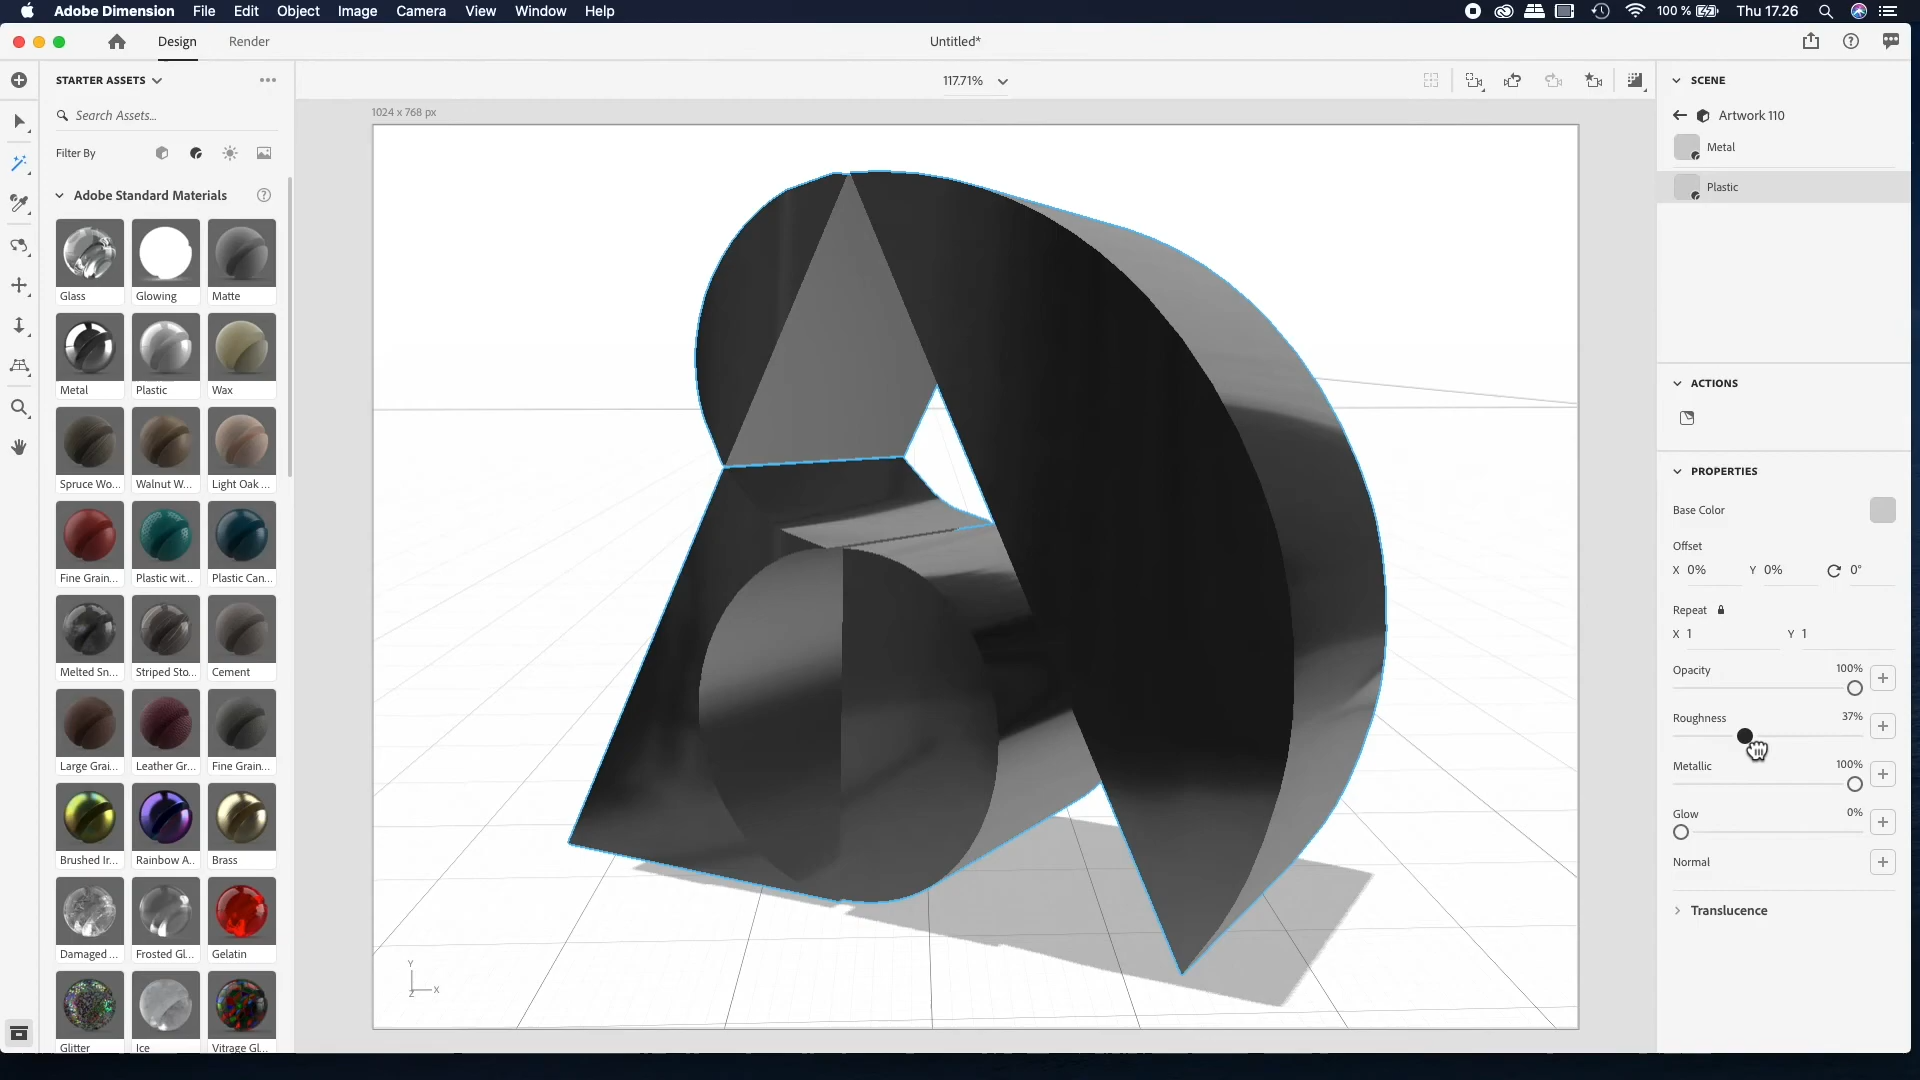 Adobe Dimension File Edit Object Image Camera View Window Help
100 % Thu 17.26
Design Render
Untitled*
STARTER ASSETS
117.71%
SCENE
Search Assets...
1024 x 768 px
Artwork 110
Filter By
Metal
Plastic
Adobe Standard Materials
Glass Glowing Matte
Metal Plastic Wax
Spruce Wo... Walnut W... Light Oak ...
Fine Grain... Plastic wit... Plastic Can...
Melted Sn... Striped Sto... Cement
Large Grai... Leather Gr... Fine Grain...
Brushed Ir... Rainbow A.. Brass
Damaged ... Frosted Gl... Gelatin
Glitter Ice Vitrage Gl...
Y
Z X
ACTIONS
PROPERTIES
Base Color
Offset
X 0% Y 0% 0°
Repeat
X 1 Y 1
Opacity 100%
Roughness 37%
Metallic 100%
Glow 0%
Normal
Translucence